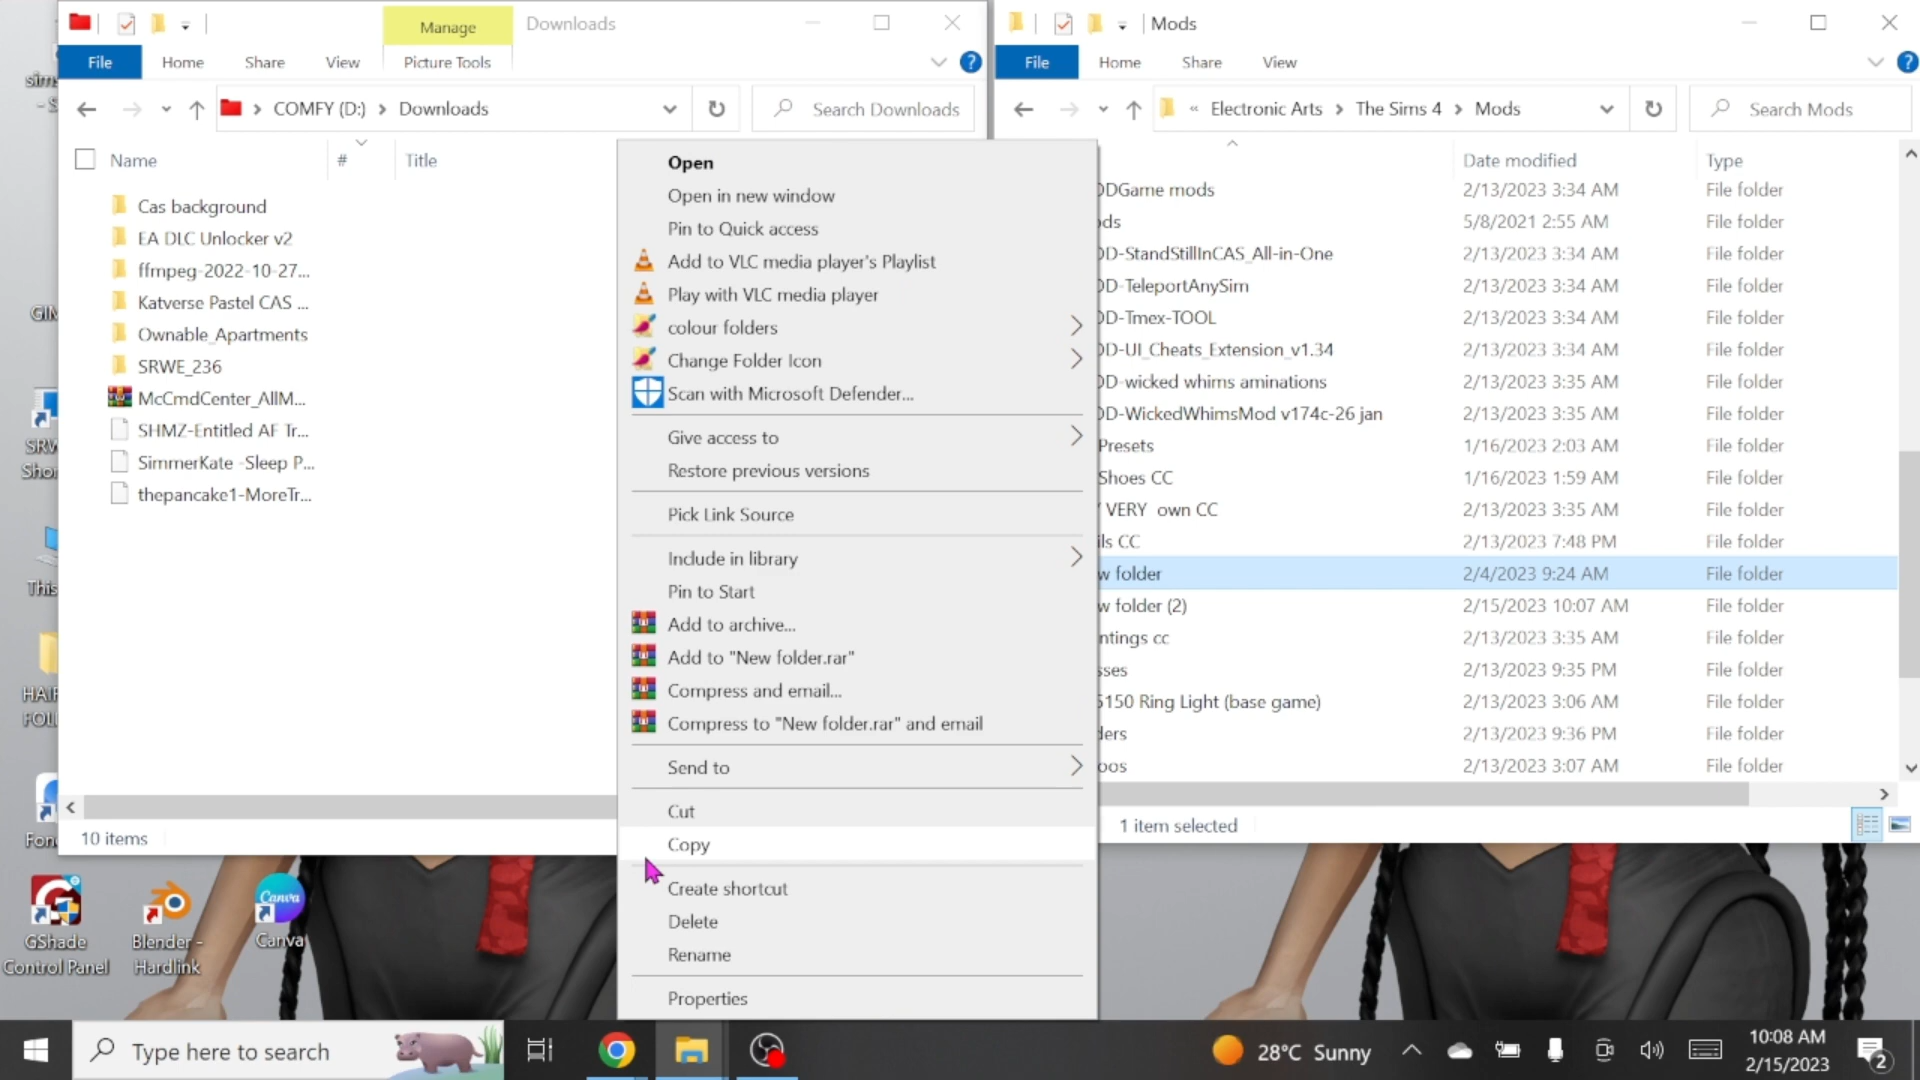 Manage
Downloads
File
Home
Share
View
Picture Tools
COMFY (D:)
Downloads
Search Downloads
Name
#
Title
Cas background
EA DLC Unlocker v2
ffmpeg-2022-10-27...
Katverse Pastel CAS ...
Ownable_Apartments
SRWE_236
McCmdCenter_AllM...
SHMZ-Entitled AF Tr...
SimmerKate -Sleep P...
thepancake1-MoreTr...
10 items
Open
Open in new window
Pin to Quick access
Add to VLC media player's Playlist
Play with VLC media player
colour folders
Change Folder Icon
Scan with Microsoft Defender...
Give access to
Restore previous versions
Pick Link Source
Include in library
Pin to Start
Add to archive...
Add to "New folder.rar"
Compress and email...
Compress to "New folder.rar" and email
Send to
Cut
Copy
Create shortcut
Delete
Rename
Properties
Mods
File
Home
Share
View
« Electronic Arts
The Sims 4
Mods
Search Mods
Date modified
Type
DGame mods 2/13/2023 3:34 AM File folder
ds 5/8/2021 2:55 AM File folder
D-StandStillInCAS_All-in-One 2/13/2023 3:34 AM File folder
D-TeleportAnySim 2/13/2023 3:34 AM File folder
D-Tmex-TOOL 2/13/2023 3:34 AM File folder
D-UI_Cheats_Extension_v1.34 2/13/2023 3:34 AM File folder
D-wicked whims aminations 2/13/2023 3:35 AM File folder
D-WickedWhimsMod v174c-26 jan 2/13/2023 3:35 AM File folder
Presets 1/16/2023 2:03 AM File folder
Shoes CC 1/16/2023 1:59 AM File folder
VERY own CC 2/13/2023 3:35 AM File folder
ls CC 2/13/2023 7:48 PM File folder
w folder 2/4/2023 9:24 AM File folder
w folder (2) 2/15/2023 10:07 AM File folder
ntings cc 2/13/2023 3:35 AM File folder
sses 2/13/2023 9:35 PM File folder
5150 Ring Light (base game) 2/13/2023 3:06 AM File folder
ders 2/13/2023 9:36 PM File folder
oos 2/13/2023 3:07 AM File folder
1 item selected
sims
- S
GIM
SRW
Shor
This
HAIR
FOL
Fon
GShade
Control Panel
Blender -
Hardlink
Canva
Canva
Type here to search
28°C Sunny
10:08 AM
2/15/2023
2